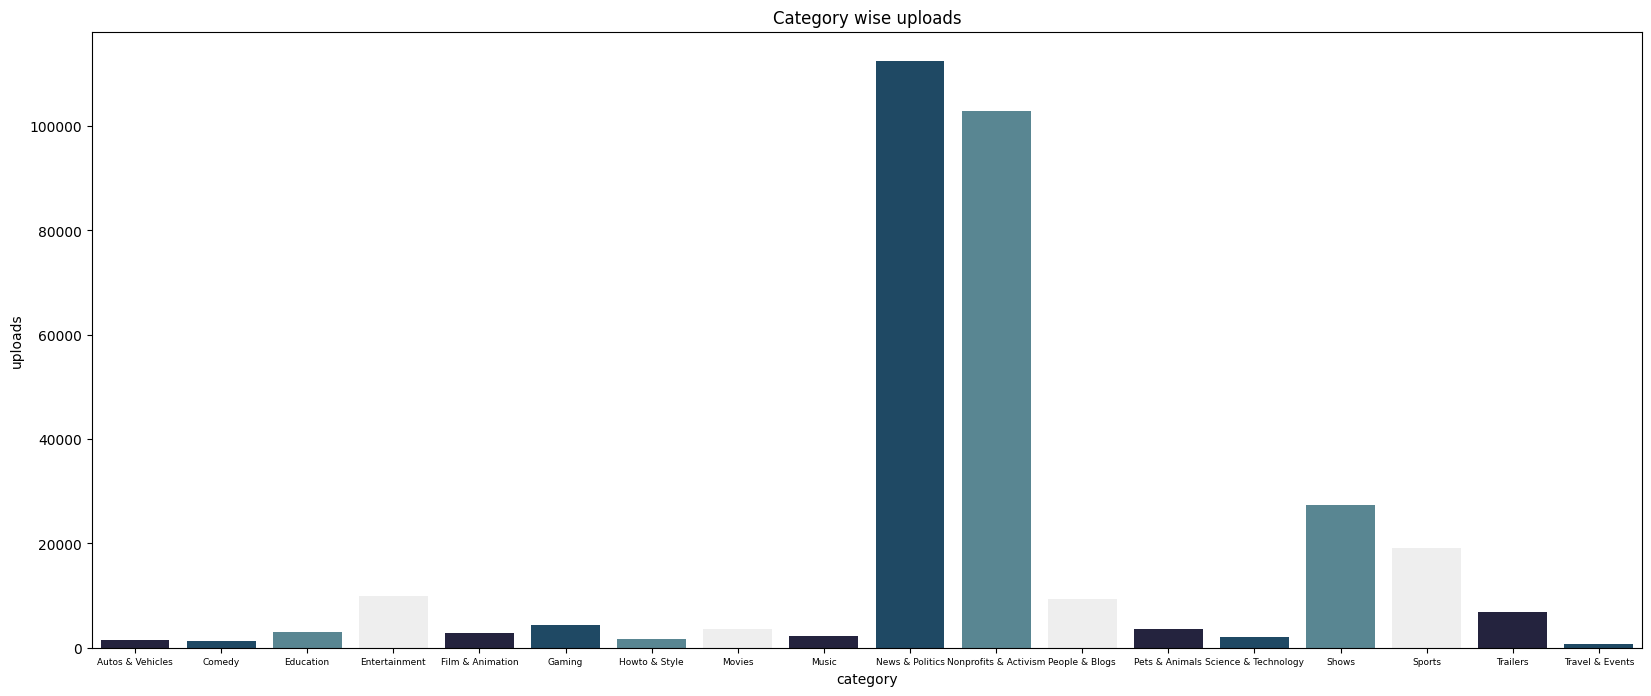 Category wise uploads
uploads
100000
80000
60000
40000
20000
0
Autos & Vehicles Comedy Education Entertainment Film & Animation Gaming Howto & Style Movies Music News & Politics Nonprofits & Activism People & Blogs Pets & Animals Science & Technology Shows Sports Trailers Travel & Events
category